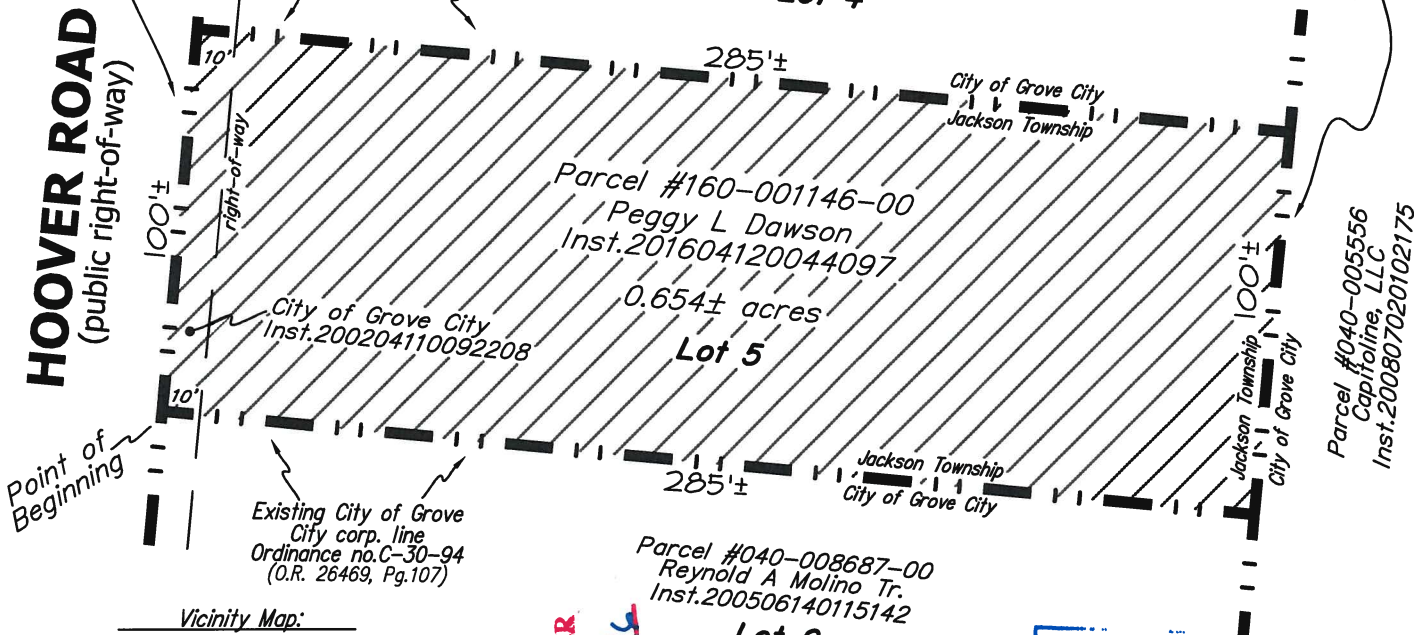 10'
285'±
City of Grove City
Jackson Township
HOOVER ROAD
(public right-of-way)
right-of-way
100'±
Parcel #160-001146-00
Peggy L Dawson
Inst.201604120044097
0.654± acres
Lot 5
City of Grove City
Inst.200204110092208
100'±
Jackson Township
City of Grove City
Parcel #040-005556
Capitoline, LLC
Inst.200807020102175
10'
Point of
Beginning
285'±
Jackson Township
City of Grove City
Existing City of Grove
City corp. line
Ordinance no.C-30-94
(O.R. 26469, Pg.107)
Parcel #040-008687-00
Reynold A Molino Tr.
Inst.200506140115142
Vicinity Map: